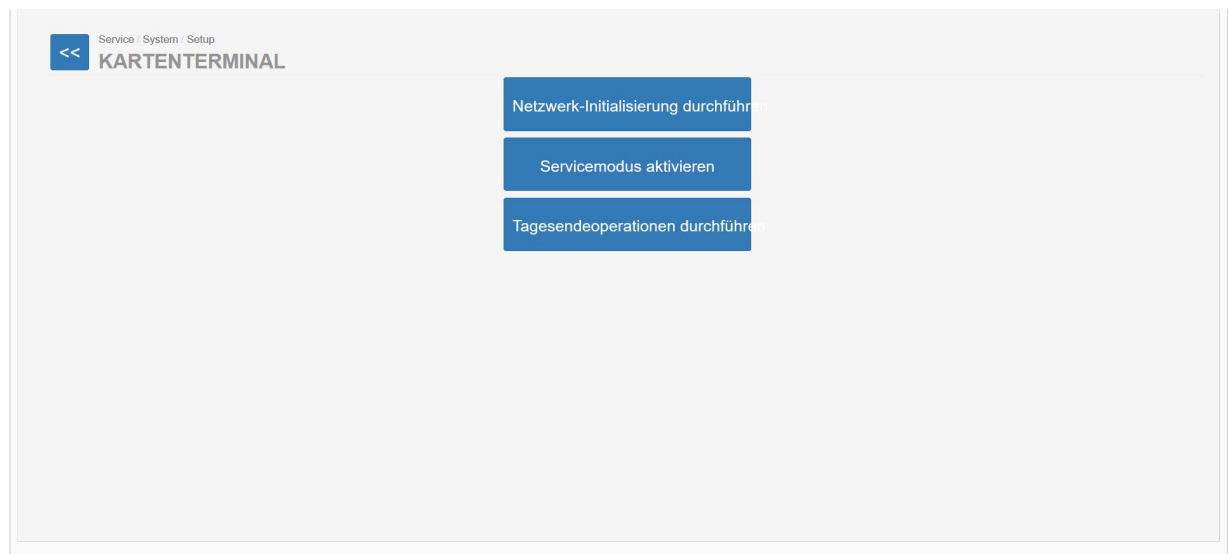 <<
Service / System / Setup
KARTENTERMINAL
Netzwerk-Initialisierung durchführen
Servicemodus aktivieren
Tagesendeoperationen durchführen